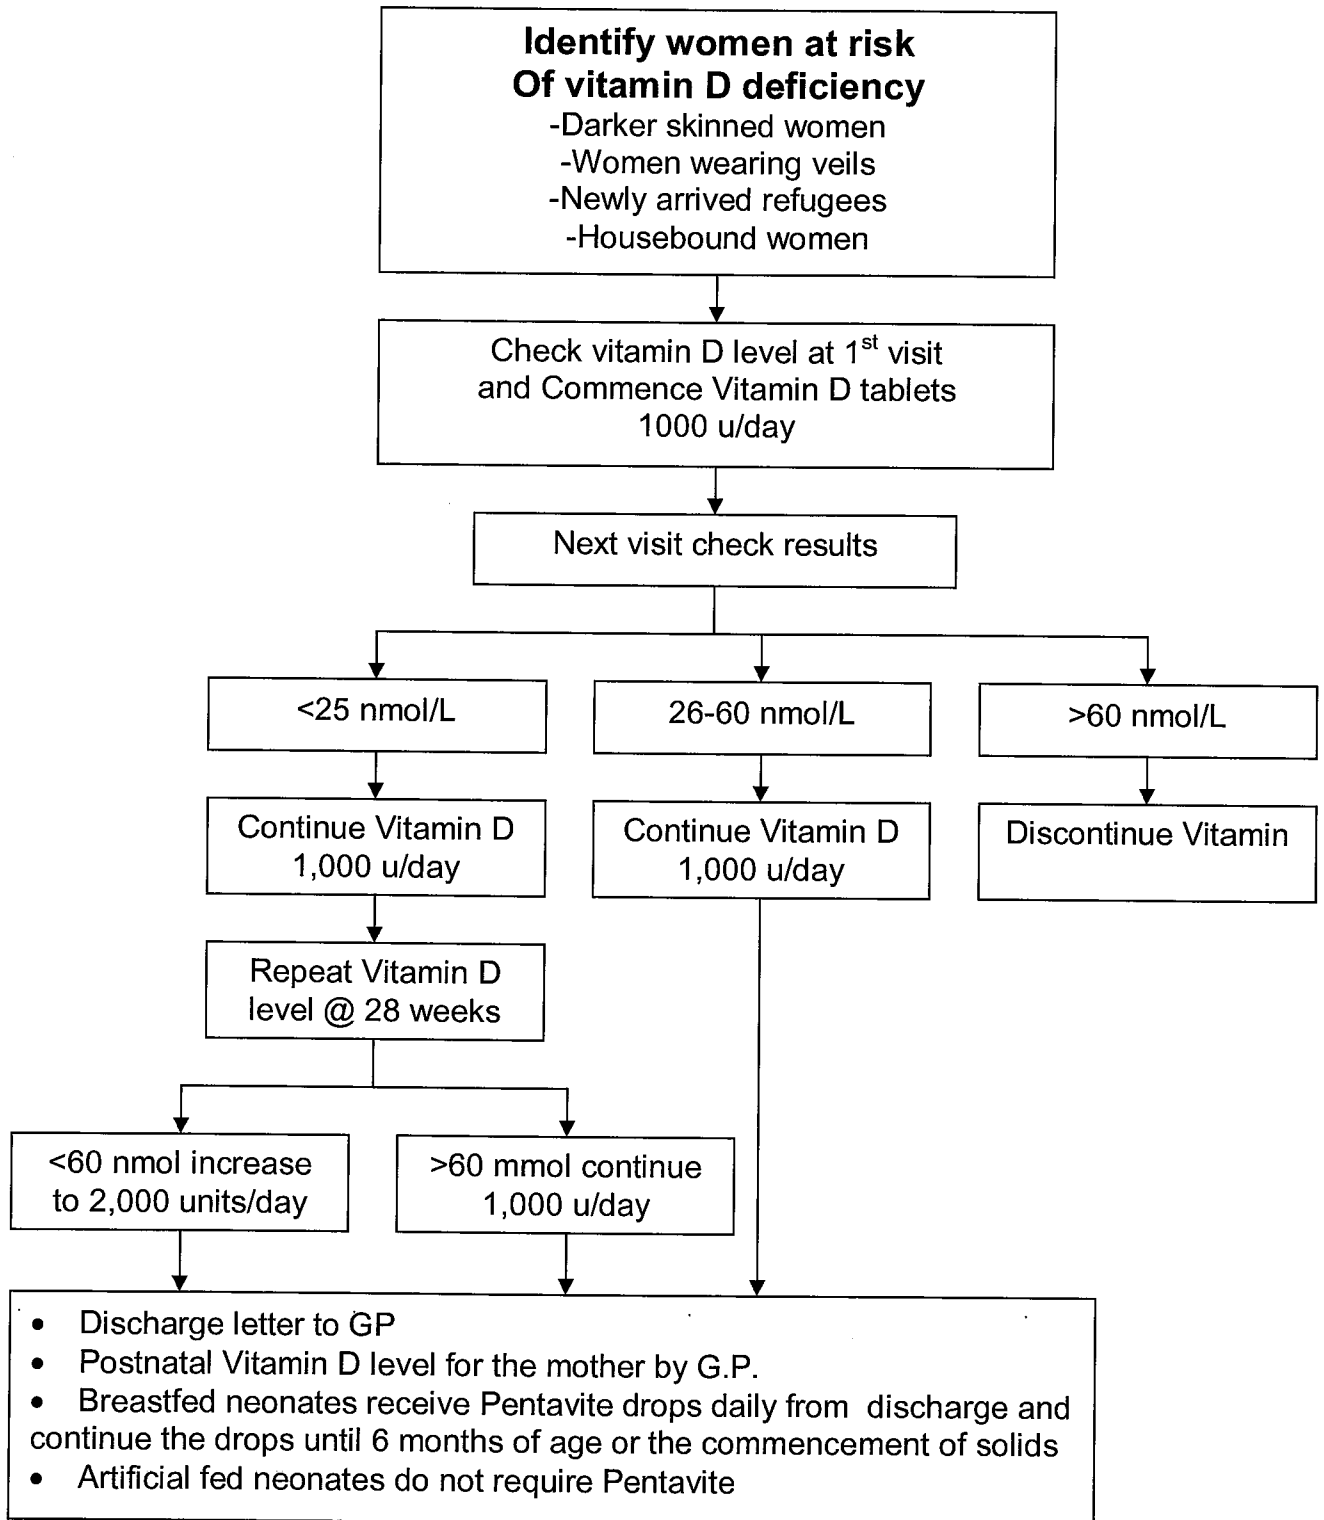 Identify women at risk
Of vitamin D deficiency
-Darker skinned women
-Women wearing veils
-Newly arrived refugees
-Housebound women
Check vitamin D level at 1st visit
and Commence Vitamin D tablets
1000 u/day
Next visit check results
<25 nmol/L
26-60 nmol/L
>60 nmol/L
Continue Vitamin D
1,000 u/day
Continue Vitamin D
1,000 u/day
Discontinue Vitamin
Repeat Vitamin D
level @ 28 weeks
<60 nmol increase
to 2,000 units/day
>60 mmol continue
1,000 u/day
• Discharge letter to GP
• Postnatal Vitamin D level for the mother by G.P.
• Breastfed neonates receive Pentavite drops daily from discharge and
continue the drops until 6 months of age or the commencement of solids
• Artificial fed neonates do not require Pentavite